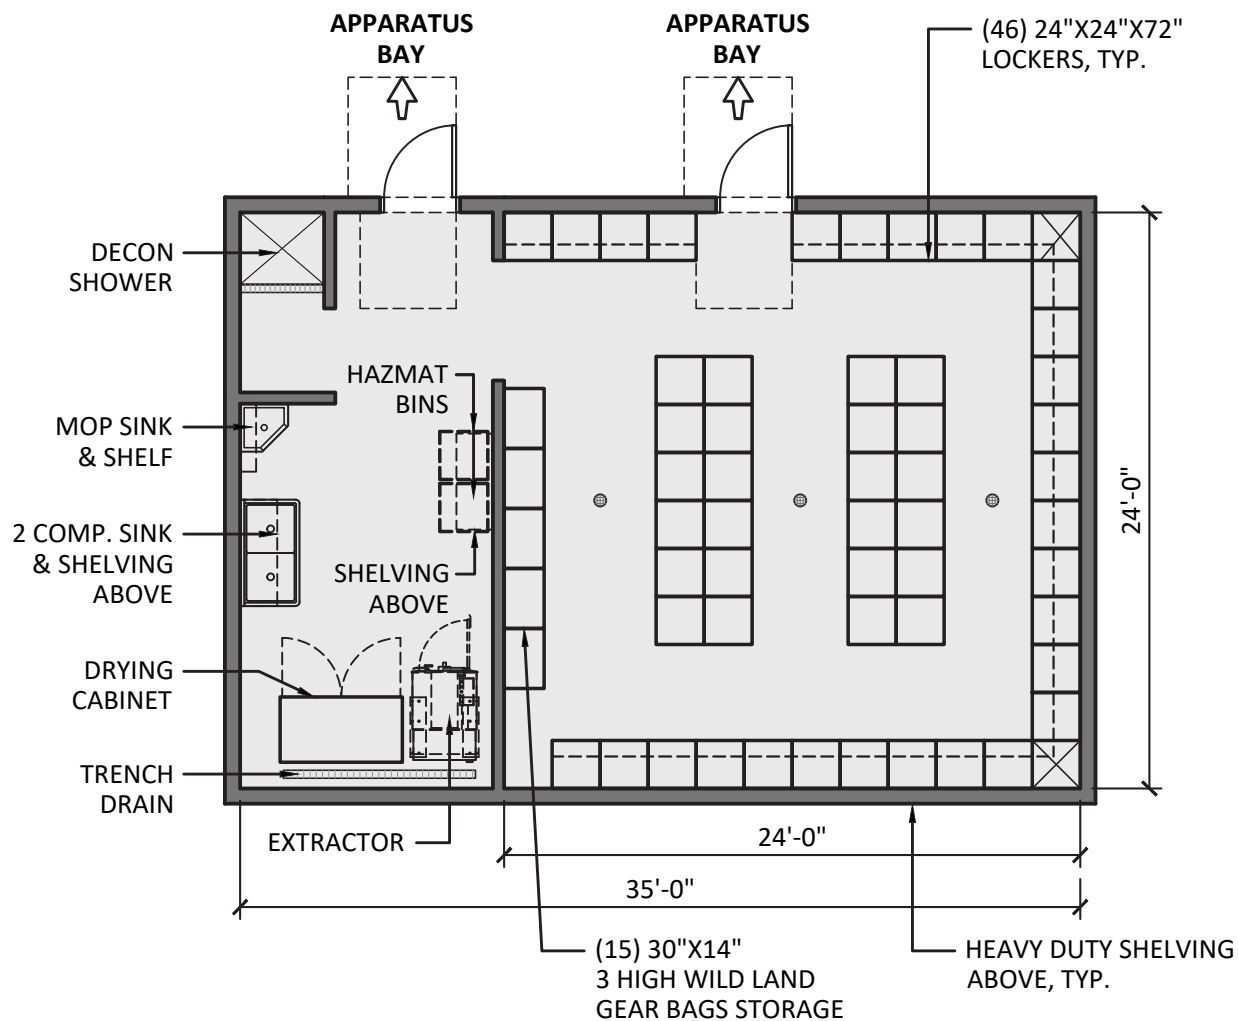 APPARATUS
BAY
APPARATUS
BAY
(46) 24"X24"X72"
LOCKERS, TYP.
DECON
SHOWER
HAZMAT
BINS
MOP SINK
& SHELF
2 COMP. SINK
& SHELVING
ABOVE
SHELVING
ABOVE
24'-0"
DRYING
CABINET
TRENCH
DRAIN
EXTRACTOR
24'-0"
35'-0"
(15) 30"X14"
3 HIGH WILD LAND
GEAR BAGS STORAGE
HEAVY DUTY SHELVING
ABOVE, TYP.